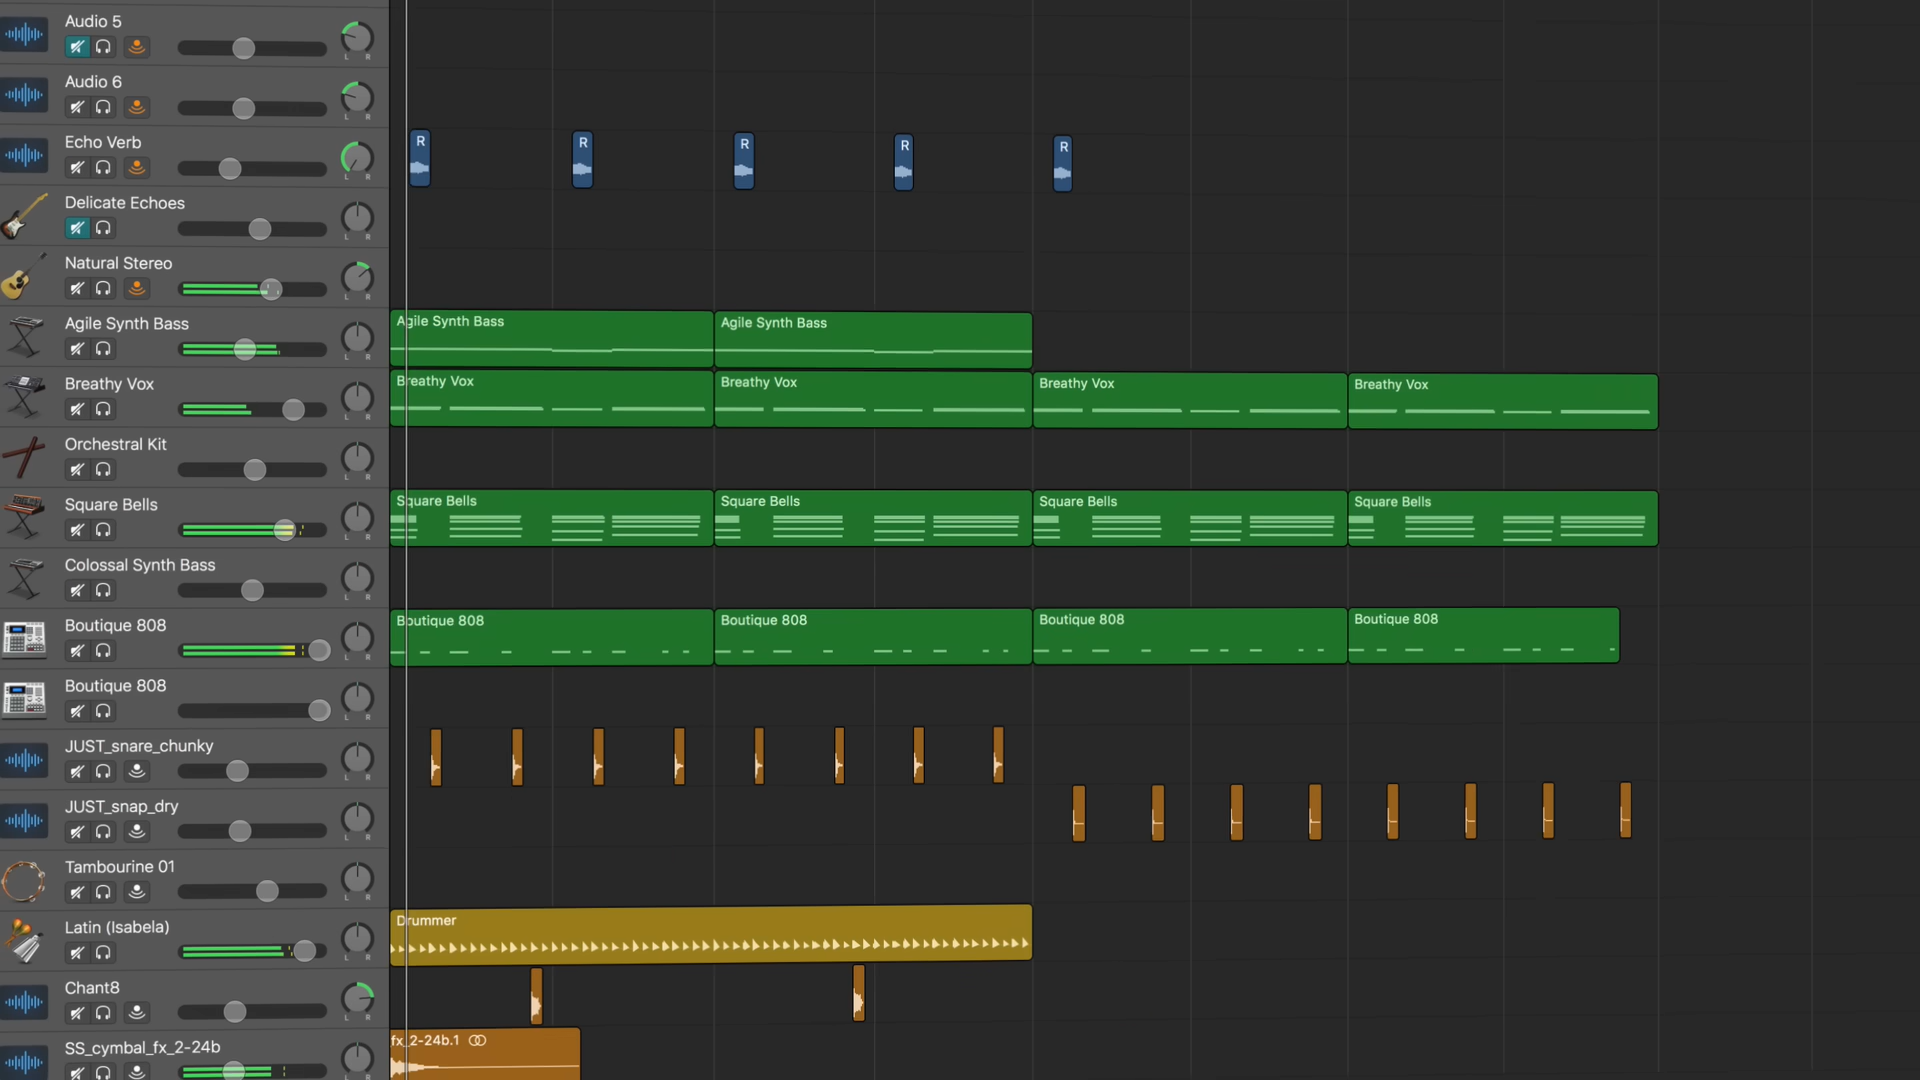 Audio 5
L R
Audio 6
L R
Echo Verb
L R
R R R R R
Delicate Echoes
L R
Natural Stereo
L R
Agile Synth Bass
L R
Agile Synth Bass
Agile Synth Bass
Breathy Vox
L R
Breathy Vox
Breathy Vox
Breathy Vox
Breathy Vox
Orchestral Kit
L R
Square Bells
L R
Square Bells
Square Bells
Square Bells
Square Bells
Colossal Synth Bass
L R
Boutique 808
L R
Boutique 808
Boutique 808
Boutique 808
Boutique 808
Boutique 808
L R
JUST_snare_chunky
L R
JUST_snap_dry
L R
Tambourine 01
L R
Latin (Isabela)
L R
Drummer
Chant8
L R
SS_cymbal_fx_2-24b
fx_2-24b.1